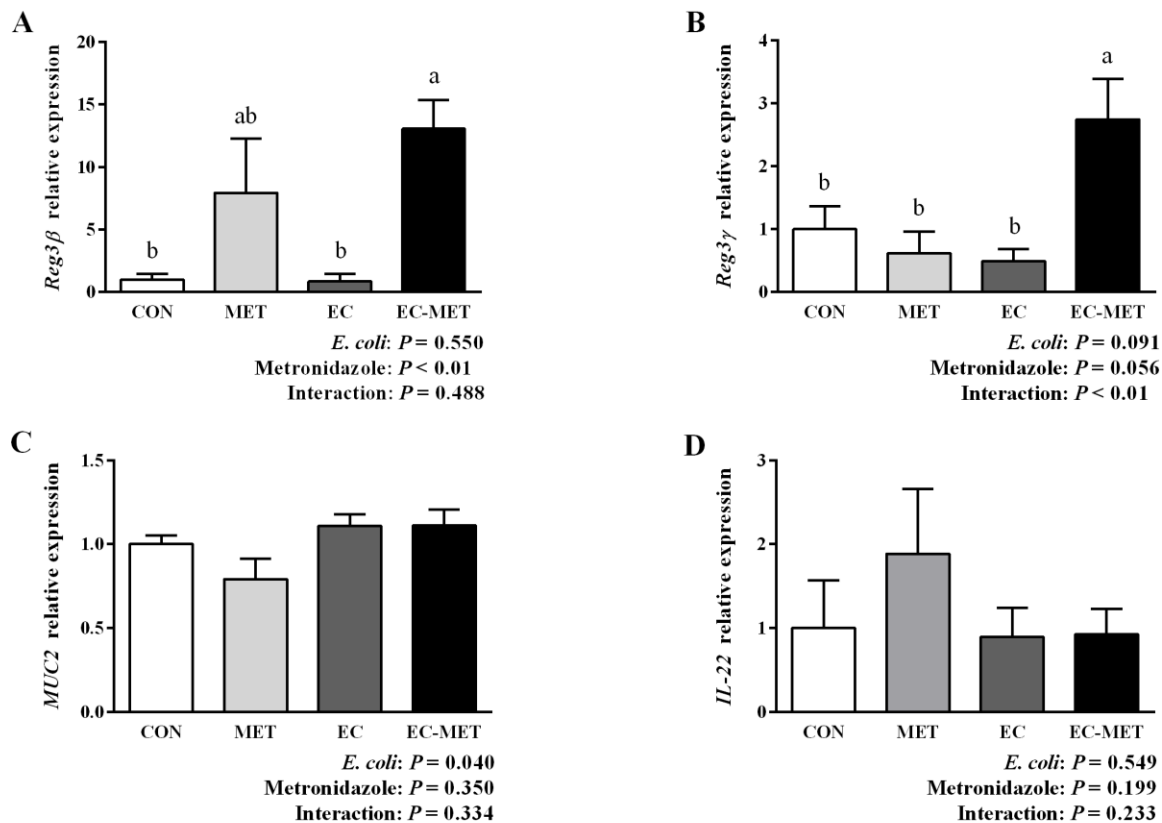 A
Reg3β relative expression
20
15
10
5
0
b
ab
b
a
CON MET EC EC-MET
E. coli: P = 0.550
Metronidazole: P < 0.01
Interaction: P = 0.488
B
Reg3γ relative expression
4
3
2
1
0
b
b
b
a
CON MET EC EC-MET
E. coli: P = 0.091
Metronidazole: P = 0.056
Interaction: P < 0.01
C
MUC2 relative expression
1.5
1.0
0.5
0.0
CON MET EC EC-MET
E. coli: P = 0.040
Metronidazole: P = 0.350
Interaction: P = 0.334
D
IL-22 relative expression
3
2
1
0
CON MET EC EC-MET
E. coli: P = 0.549
Metronidazole: P = 0.199
Interaction: P = 0.233